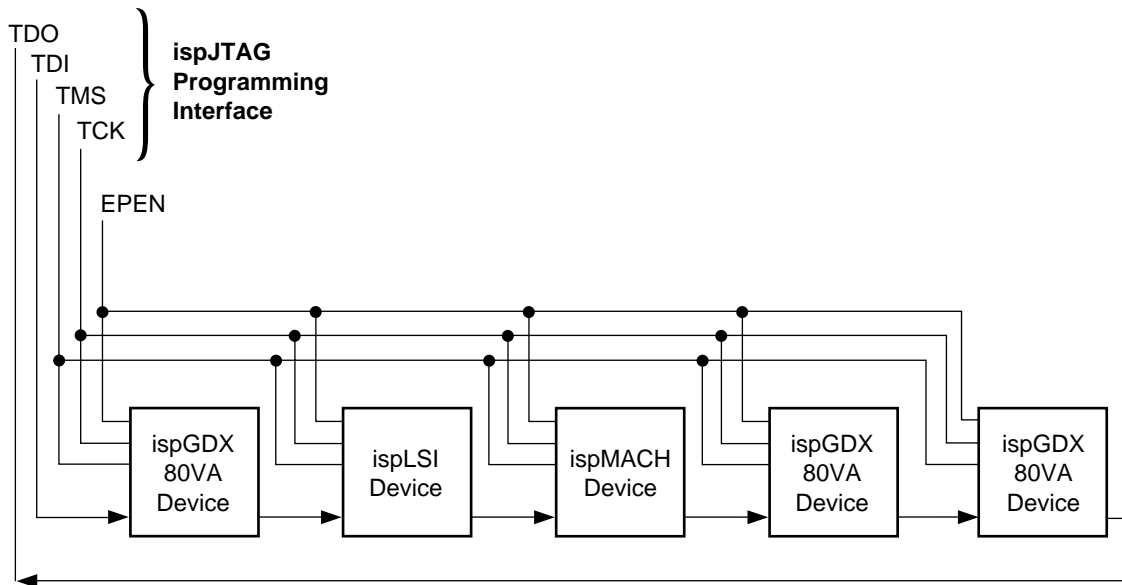 TDO
TDI
TMS
TCK
ispJTAG
Programming
Interface
EPEN
ispGDX
80VA
Device
ispLSI
Device
ispMACH
Device
ispGDX
80VA
Device
ispGDX
80VA
Device